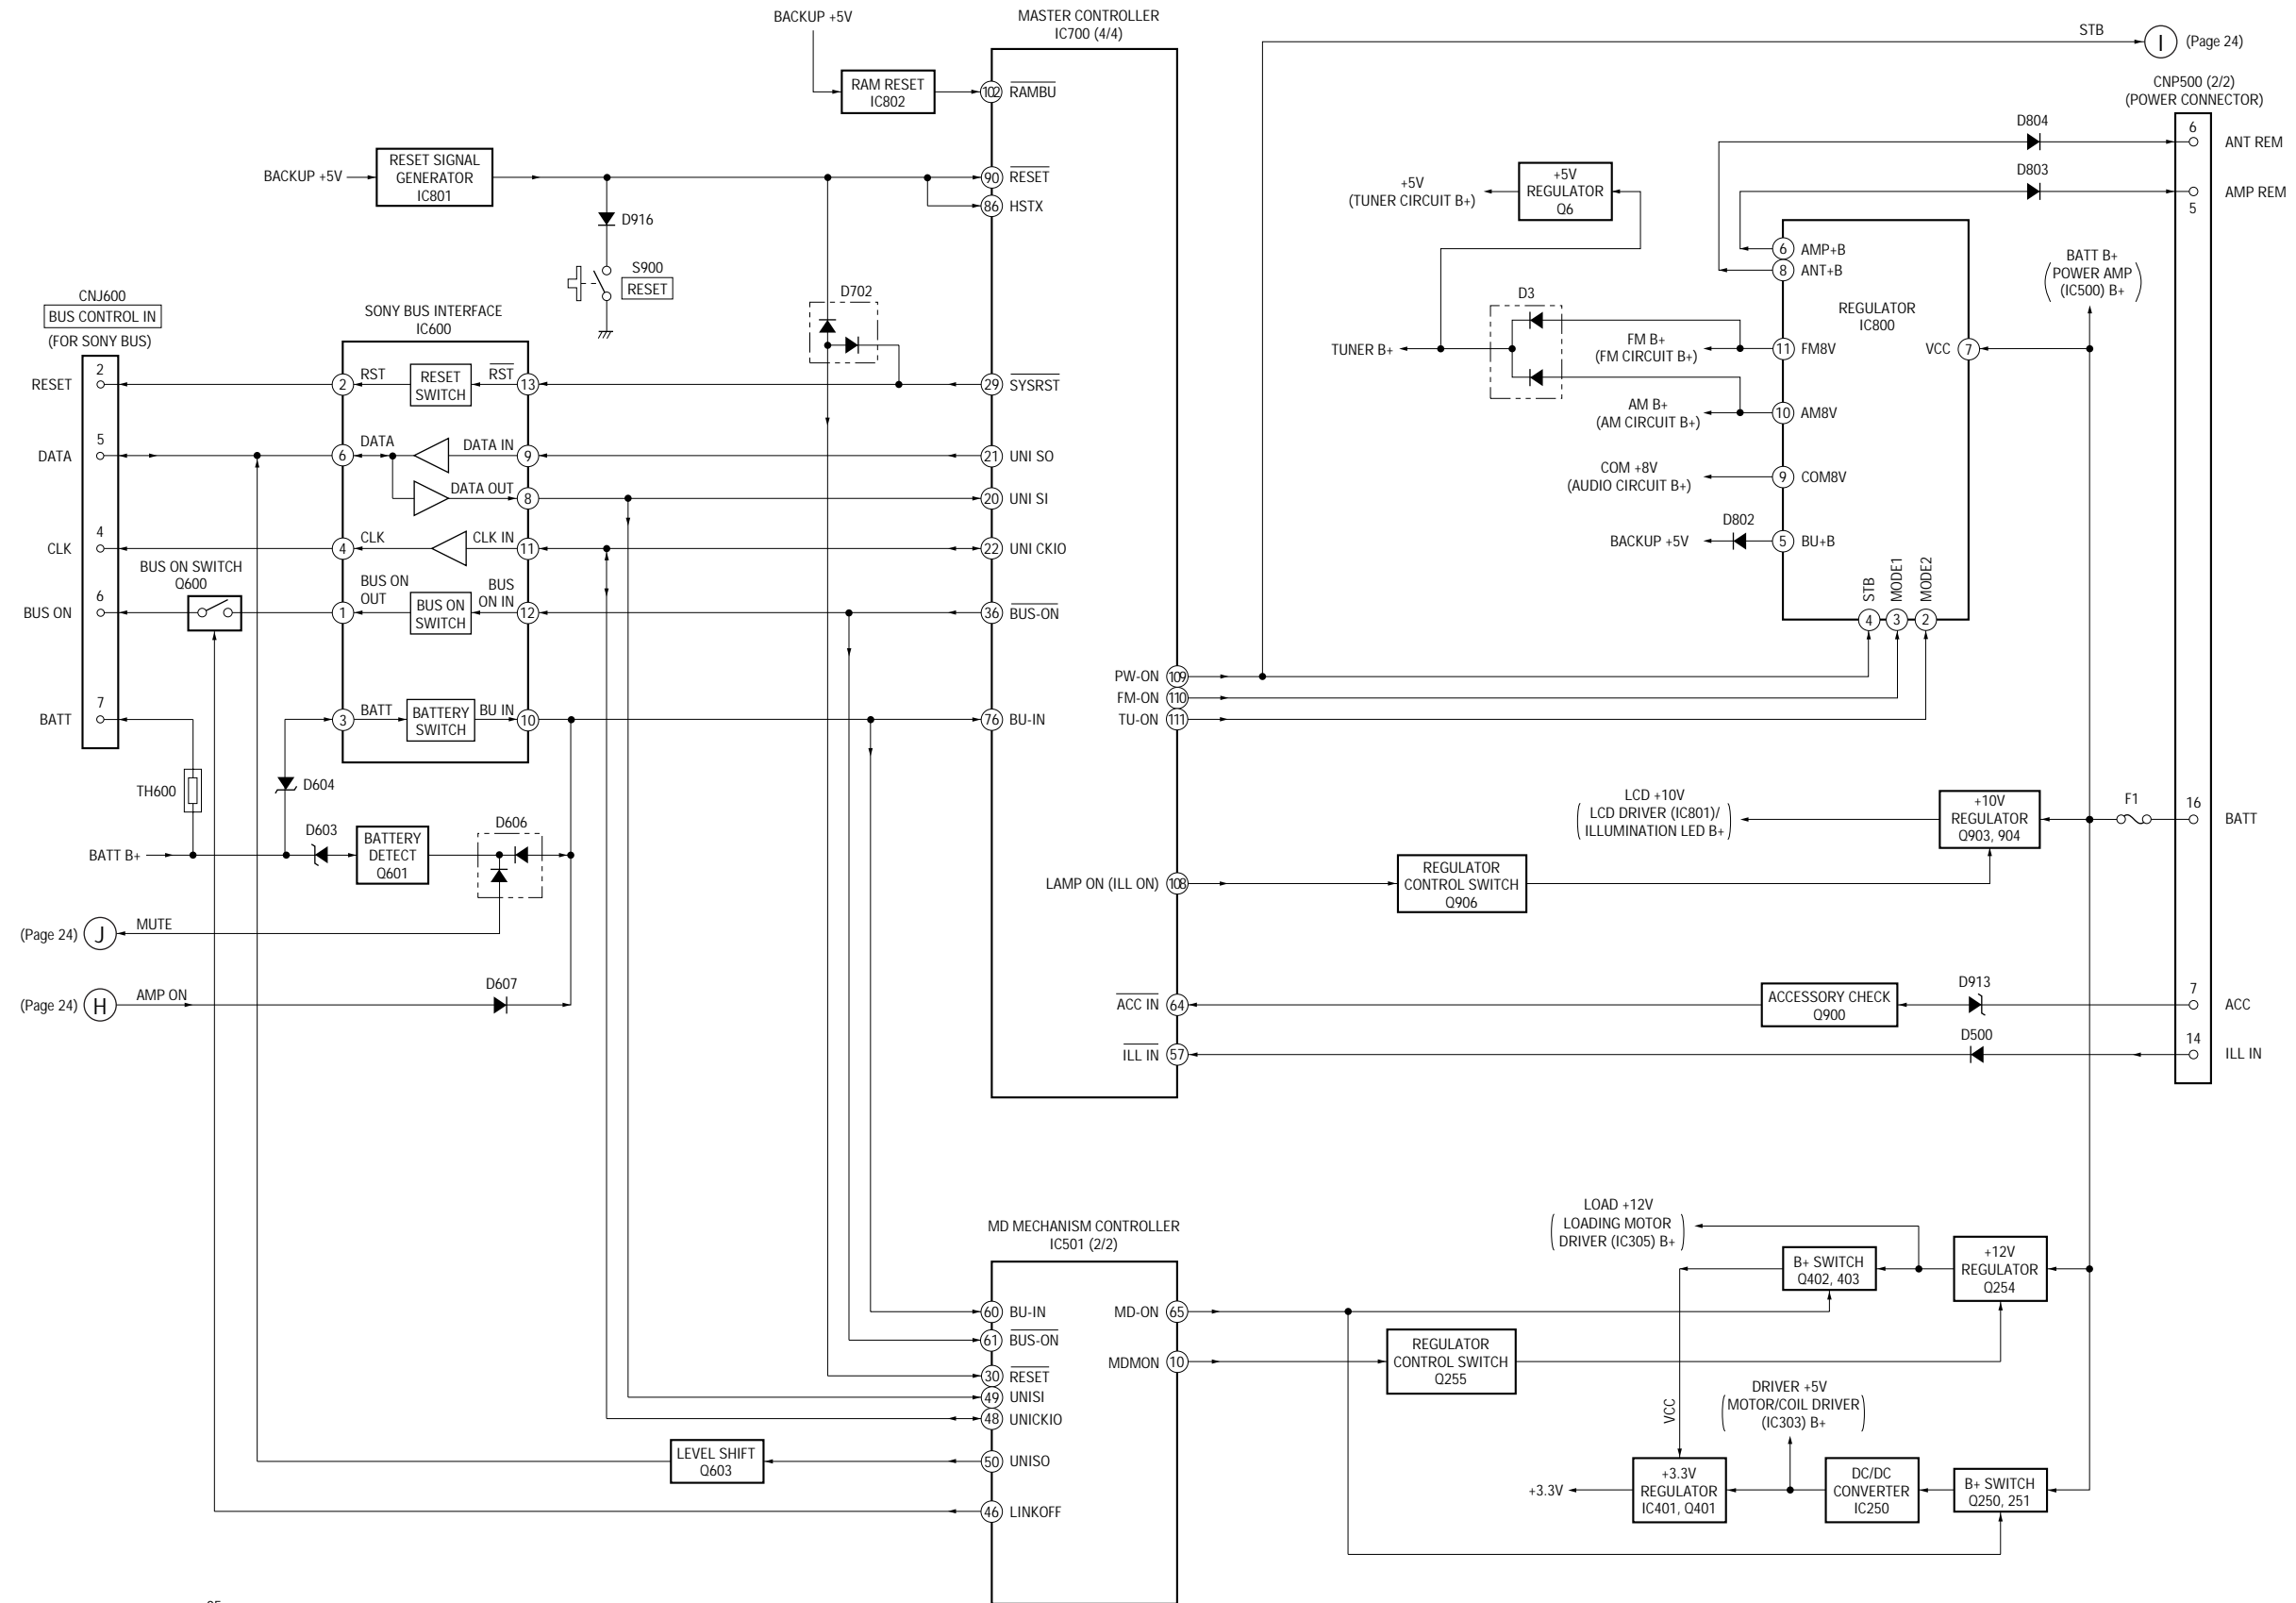 BACKUP +5V
MASTER CONTROLLER
IC700 (4/4)
STB
I
(Page 24)
CNP500 (2/2)
(POWER CONNECTOR)
RAM RESET
IC802
102
RAMBU
D804
6
ANT REM
RESET SIGNAL
GENERATOR
IC801
BACKUP +5V
90
RESET
86
HSTX
D916
S900
RESET
+5V
(TUNER CIRCUIT B+)
+5V
REGULATOR
Q6
D803
5
AMP REM
6
AMP+B
8
ANT+B
BATT B+
POWER AMP
(IC500) B+
REGULATOR
IC800
VCC
7
D3
TUNER B+
FM B+
(FM CIRCUIT B+)
11
FM8V
AM B+
(AM CIRCUIT B+)
10
AM8V
COM +8V
(AUDIO CIRCUIT B+)
9
COM8V
D802
BACKUP +5V
5
BU+B
STB
MODE1
MODE2
4
3
2
CNJ600
BUS CONTROL IN
(FOR SONY BUS)
SONY BUS INTERFACE
IC600
D702
RESET
2
2
RST
RESET
SWITCH
RST
13
29
SYSRST
DATA
5
6
DATA
DATA IN
9
21
UNI SO
DATA OUT
8
20
UNI SI
CLK
4
4
CLK
CLK IN
11
22
UNI CKIO
BUS ON SWITCH
Q600
BUS ON
6
1
BUS ON
OUT
BUS ON
SWITCH
BUS
ON IN
12
36
BUS-ON
BATT
7
3
BATT
BATTERY
SWITCH
BU IN
10
76
BU-IN
PW-ON
109
FM-ON
110
TU-ON
111
TH600
D604
BATT B+
D603
BATTERY
DETECT
Q601
D606
LCD +10V
LCD DRIVER (IC801)/
ILLUMINATION LED B+
+10V
REGULATOR
Q903, 904
F1
16
BATT
LAMP ON (ILL ON)
108
REGULATOR
CONTROL SWITCH
Q906
(Page 24)
J
MUTE
(Page 24)
H
AMP ON
D607
ACC IN
64
ACCESSORY CHECK
Q900
D913
7
ACC
ILL IN
57
D500
14
ILL IN
MD MECHANISM CONTROLLER
IC501 (2/2)
LOAD +12V
LOADING MOTOR
DRIVER (IC305) B+
B+ SWITCH
Q402, 403
+12V
REGULATOR
Q254
60
BU-IN
MD-ON
65
61
BUS-ON
MDMON
10
REGULATOR
CONTROL SWITCH
Q255
30
RESET
49
UNISI
48
UNICKIO
VCC
DRIVER +5V
MOTOR/COIL DRIVER
(IC303) B+
LEVEL SHIFT
Q603
50
UNISO
46
LINKOFF
+3.3V
+3.3V
REGULATOR
IC401, Q401
DC/DC
CONVERTER
IC250
B+ SWITCH
Q250, 251